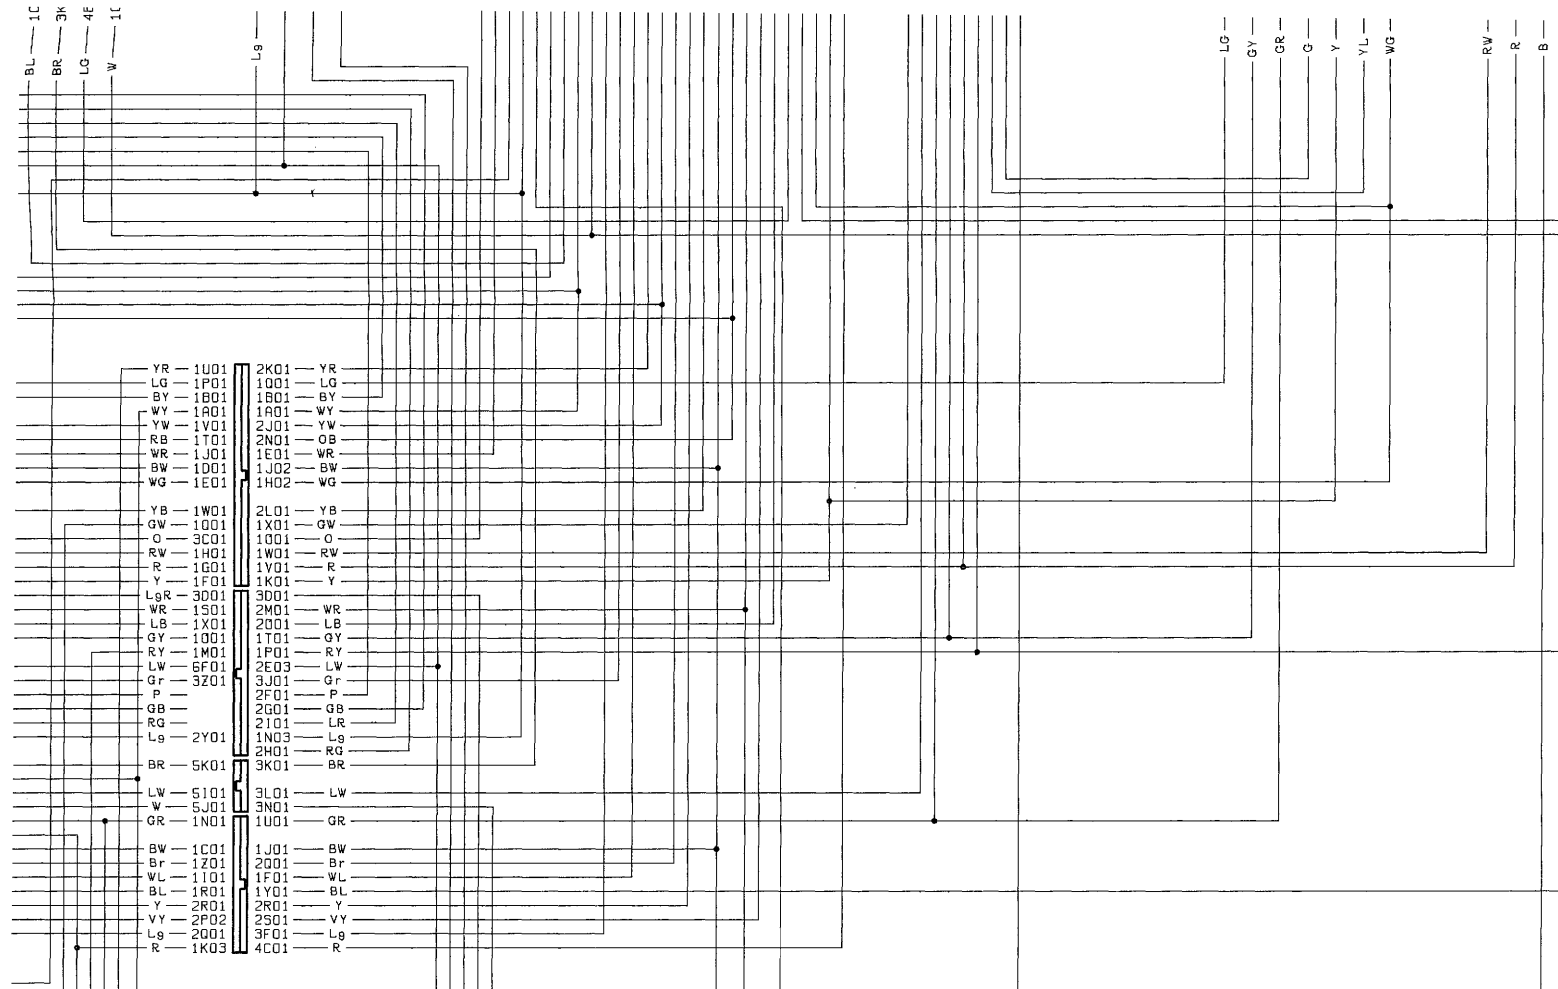 BL 1C
BR 3K
LG 4E
W 1C
Lg
LG
GY
GR
G
Y
YL
WG
RW
R
B
YR 1U01 2K01 YR
LG 1P01 1Q01 LG
BY 1B01 1B01 BY
WY 1A01 1A01 WY
YW 1V01 2J01 YW
RB 1T01 2N01 OB
WR 1J01 1E01 WR
BW 1D01 1J02 BW
WG 1E01 1H02 WG
YB 1W01 2L01 YB
GW 1O01 1X01 GW
O 3C01 1O01 O
RW 1H01 1W01 RW
R 1G01 1V01 R
Y 1F01 1K01 Y
LgR 3D01 3D01
WR 1S01 2M01 WR
LB 1X01 2O01 LB
GY 1Q01 1T01 GY
RY 1M01 1P01 RY
LW 6F01 2E03 LW
Gr 3Z01 3J01 Gr
P 2F01 P
GB 2G01 GB
RG 2I01 LR
Lg 2Y01 1N03 Lg
2H01 RG
BR 5K01 3K01 BR
LW 5I01 3L01 LW
W 5J01 3N01
GR 1N01 1U01 GR
BW 1C01 1J01 BW
Br 1Z01 2Q01 Br
WL 1I01 1F01 WL
BL 1R01 1Y01 BL
Y 2R01 2R01 Y
VY 2P02 2S01 VY
Lg 2Q01 3F01 Lg
R 1K03 4C01 R